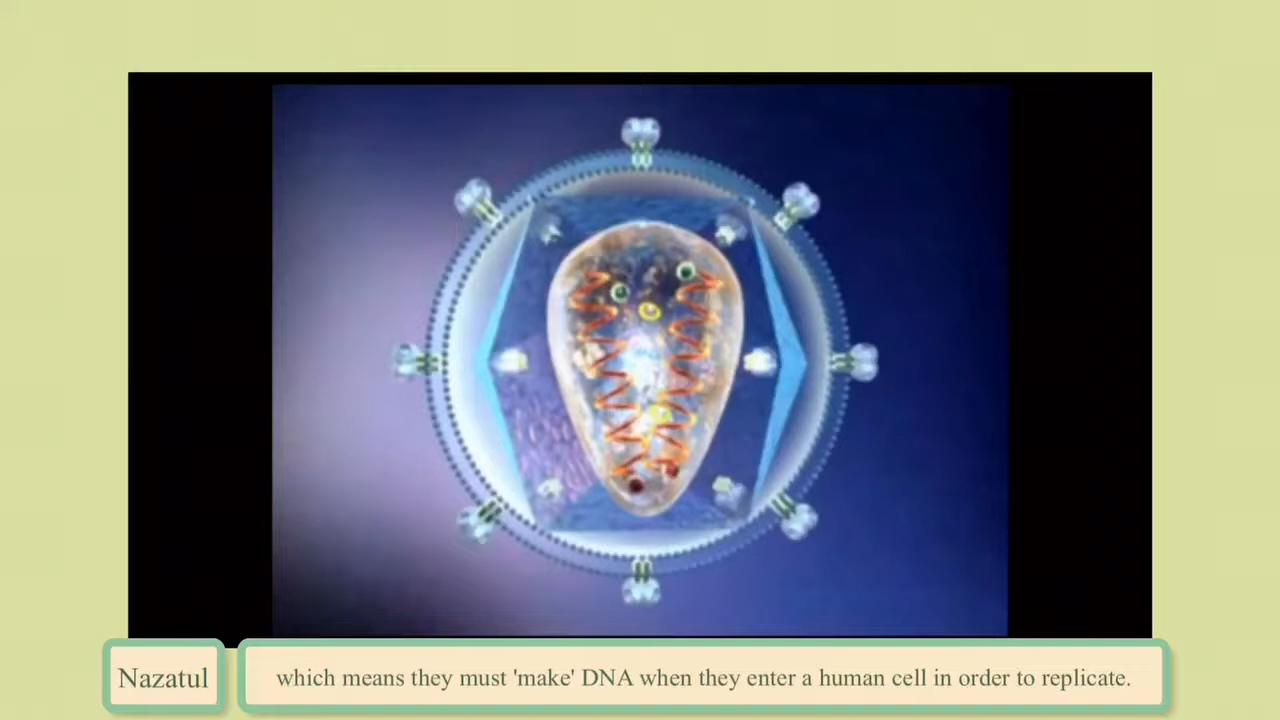 Nazatul
which means they must 'make' DNA when they enter a human cell in order to replicate.